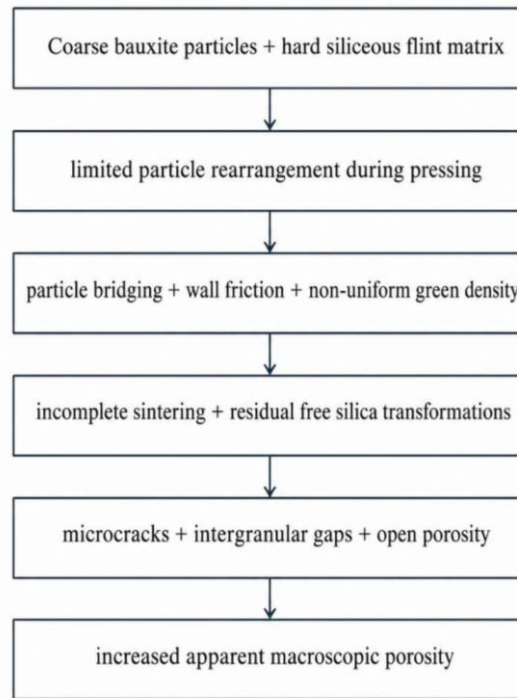 Coarse bauxite particles + hard siliceous flint matrix
limited particle rearrangement during pressing
particle bridging + wall friction + non-uniform green density
incomplete sintering + residual free silica transformations
microcracks + intergranular gaps + open porosity
increased apparent macroscopic porosity